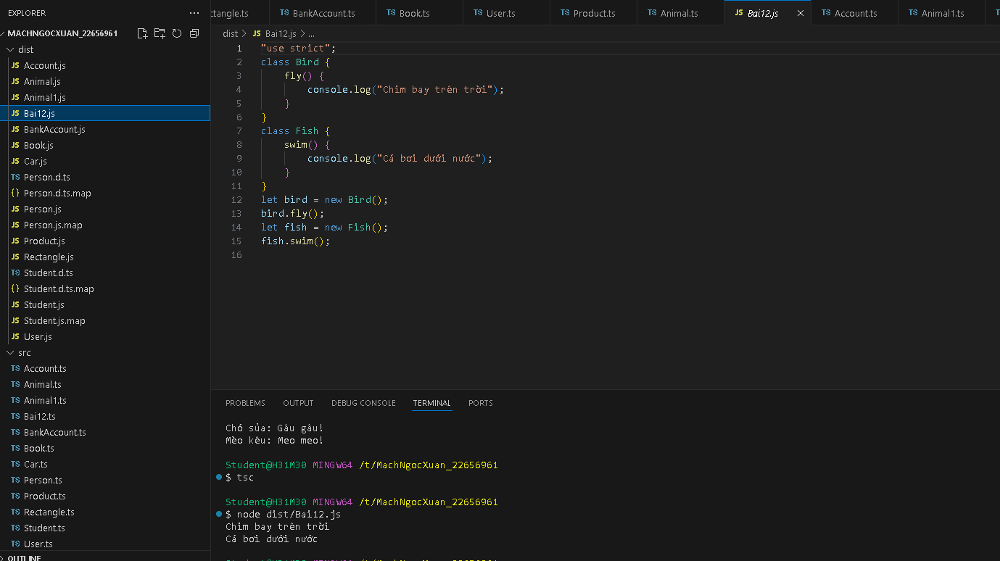 EXPLORER
MACHNGOCXUAN_22656961
dist
JS Account.js
JS Animal.js
JS Animal1.js
JS Bai12.js
JS BankAccount.js
JS Book.js
JS Car.js
TS Person.d.ts
{} Person.d.ts.map
JS Person.js
JS Person.js.map
JS Product.js
JS Rectangle.js
TS Student.d.ts
{} Student.d.ts.map
JS Student.js
JS Student.js.map
JS User.js
src
TS Account.ts
TS Animal.ts
TS Animal1.ts
TS Bai12.ts
TS BankAccount.ts
TS Book.ts
TS Car.ts
TS Person.ts
TS Product.ts
TS Rectangle.ts
TS Student.ts
TS User.ts
OUTLINE
ctangle.ts TS BankAccount.ts TS Book.ts TS User.ts TS Product.ts TS Animal.ts JS Bai12.js TS Account.ts TS Animal1.ts
dist > JS Bai12.js > ...
1 "use strict";
2 class Bird {
3 fly() {
4 console.log("Chim bay trên trời");
5 }
6 }
7 class Fish {
8 swim() {
9 console.log("Cá bơi dưới nước");
10 }
11 }
12 let bird = new Bird();
13 bird.fly();
14 let fish = new Fish();
15 fish.swim();
16
PROBLEMS OUTPUT DEBUG CONSOLE TERMINAL PORTS
Chó sủa: Gâu gâu!
Mèo kêu: Meo meo!
Student@H31M30 MINGW64 /t/MachNgocXuan_22656961
$ tsc
Student@H31M30 MINGW64 /t/MachNgocXuan_22656961
$ node dist/Bai12.js
Chim bay trên trời
Cá bơi dưới nước